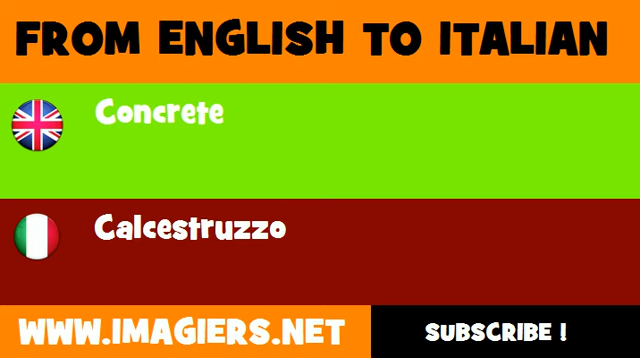 FROM ENGLISH TO ITALIAN
Concrete
Calcestruzzo
WWW.IMAGIERS.NET
SUBSCRIBE !